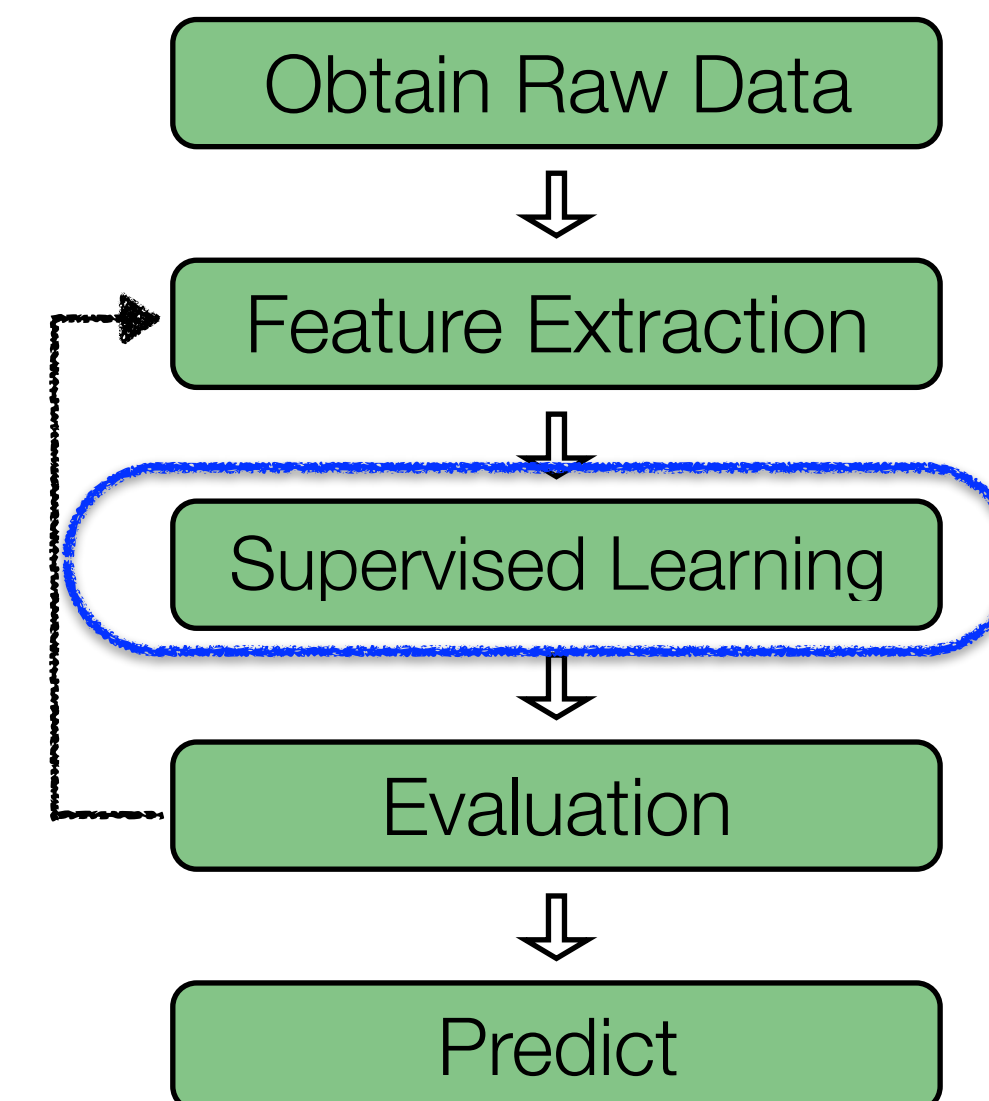 Obtain Raw Data
Feature Extraction
Supervised Learning
Evaluation
Predict